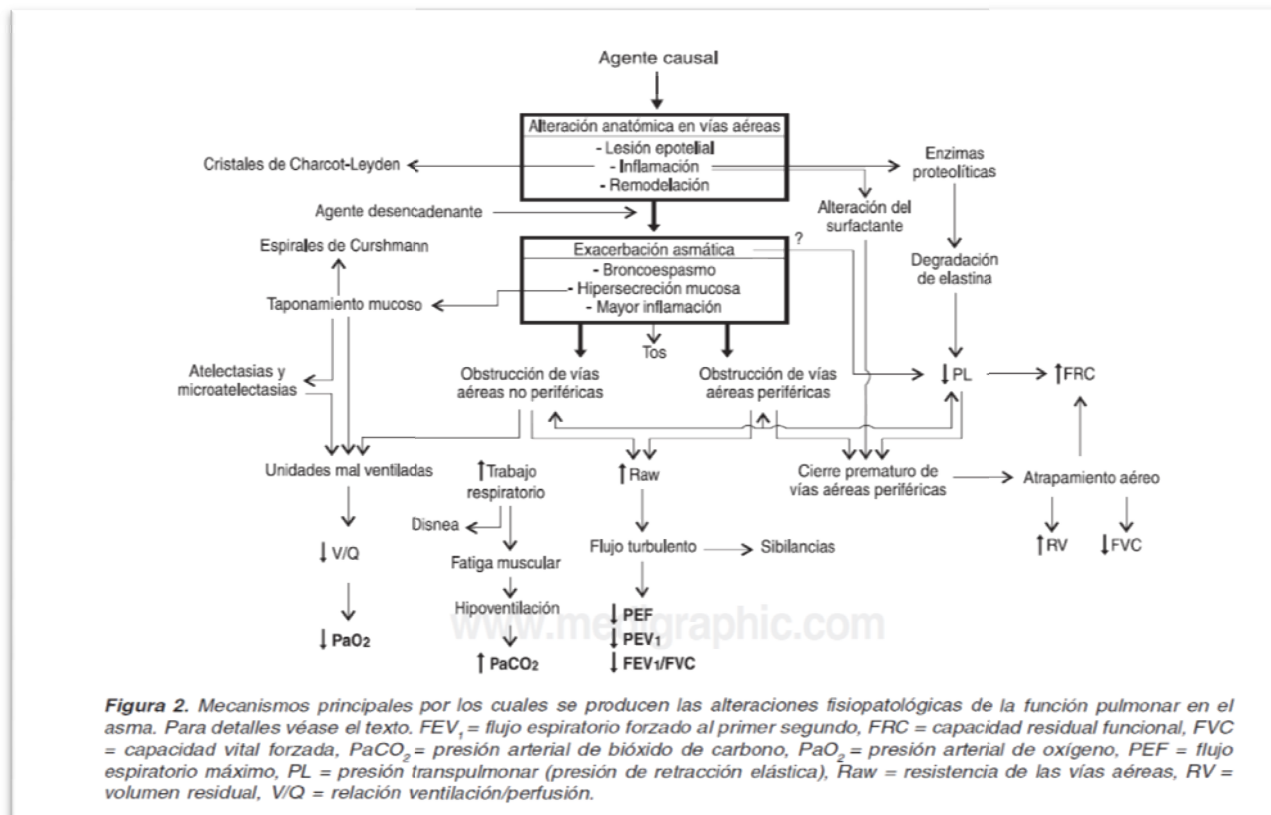 Agente causal
Alteración anatómica en vías aéreas
- Lesión epotelial
- Inflamación
- Remodelación
Cristales de Charcot-Leyden
Enzimas
proteolíticas
Agente desencadenante
Alteración del
surfactante
Espirales de Curshmann
Exacerbación asmática
?
- Broncoespasmo
- Hipersecreción mucosa
- Mayor inflamación
Degradación
de elastina
Taponamiento mucoso
Tos
Atelectasias y
microatelectasias
Obstrucción de vías
aéreas no periféricas
Obstrucción de vías
aéreas periféricas
↓PL
↑FRC
Unidades mal ventiladas
↑Trabajo
respiratorio
↑Raw
Cierre prematuro de
vías aéreas periféricas
Atrapamiento aéreo
Disnea
↓V/Q
Fatiga muscular
Flujo turbulento
Sibilancias
↑RV
↓FVC
Hipoventilación
↓PaO2
↑PaCO2
↓PEF
↓PEV1
↓FEV1/FVC
www.medigraphic.com
Figura 2. Mecanismos principales por los cuales se producen las alteraciones fisiopatológicas de la función pulmonar en el
asma. Para detalles véase el texto. FEV1 = flujo espiratorio forzado al primer segundo, FRC = capacidad residual funcional, FVC
= capacidad vital forzada, PaCO2 = presión arterial de bióxido de carbono, PaO2 = presión arterial de oxígeno, PEF = flujo
espiratorio máximo, PL = presión transpulmonar (presión de retracción elástica), Raw = resistencia de las vías aéreas, RV =
volumen residual, V/Q = relación ventilación/perfusión.